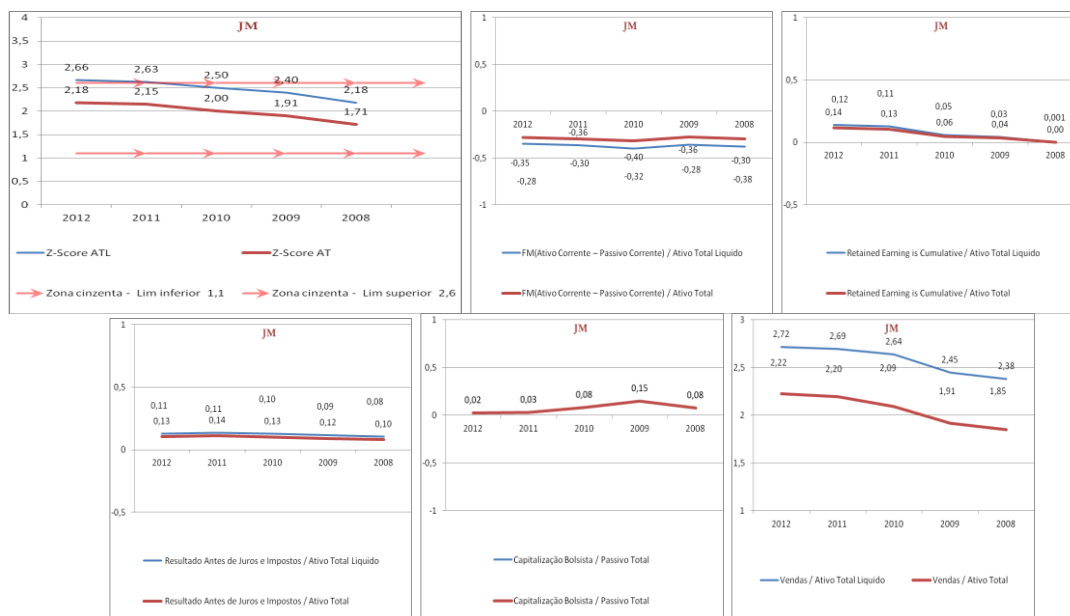 JM
4
3,5
3
2,5
2
1,5
1
0,5
0
2,66 2,63 2,50 2,40 2,18
2,18 2,15 2,00 1,91 1,71
2012 2011 2010 2009 2008
Z-Score ATL Z-Score AT
Zona cinzenta - Lim inferior 1,1 Zona cinzenta - Lim superior 2,6
JM
1
0,5
0
-0,5
-1
2012 2011 2010 2009 2008
-0,36
-0,35 -0,30 -0,40 -0,36 -0,30
-0,28 -0,32 -0,28 -0,38
FM(Ativo Corrente – Passivo Corrente) / Ativo Total Liquido
FM(Ativo Corrente – Passivo Corrente) / Ativo Total
JM
1
0,5
0
-0,5
0,12 0,11 0,05 0,03 0,001
0,14 0,13 0,06 0,04 0,00
2012 2011 2010 2009 2008
Retained Earning is Cumulative / Ativo Total Liquido
Retained Earning is Cumulative / Ativo Total
JM
1
0,5
0
-0,5
0,11 0,11 0,10 0,09 0,08
0,13 0,14 0,13 0,12 0,10
2012 2011 2010 2009 2008
Resultado Antes de Juros e Impostos / Ativo Total Liquido
Resultado Antes de Juros e Impostos / Ativo Total
JM
1
0,5
0
-0,5
-1
0,02 0,03 0,08 0,15 0,08
2012 2011 2010 2009 2008
Capitalização Bolsista / Passivo Total
Capitalização Bolsista / Passivo Total
JM
3
2,5
2
1,5
1
2,72 2,69 2,64 2,45 2,38
2,22 2,20 2,09 1,91 1,85
2012 2011 2010 2009 2008
Vendas / Ativo Total Liquido Vendas / Ativo Total